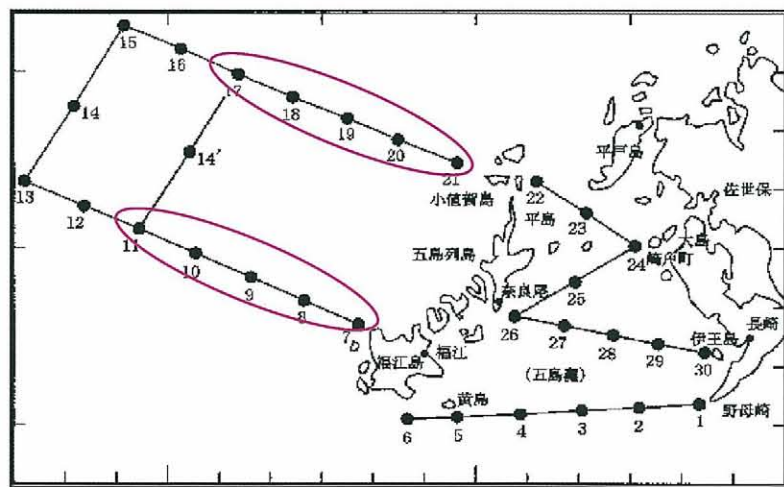 15
16
17
18
19
20
21
14
14'
13
12
11
10
9
8
7
平戸島
佐世保
小値賀島
22
平島
23
大島
24
崎戸町
五島列島
25
奈良尾
26
27
28
29
30
伊王島
長崎
福江島
福江
(五島灘)
黄島
野母崎
6
5
4
3
2
1